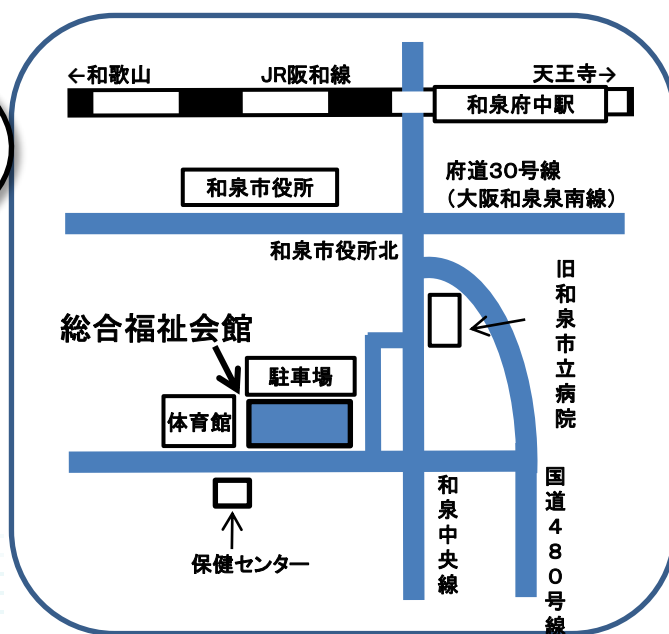 ←和歌山
JR阪和線
天王寺→
和泉府中駅
府道30号線
(大阪和泉泉南線)
和泉市役所
和泉市役所北
旧和泉市立病院
総合福祉会館
駐車場
体育館
和泉中央線
国道480号線
保健センター